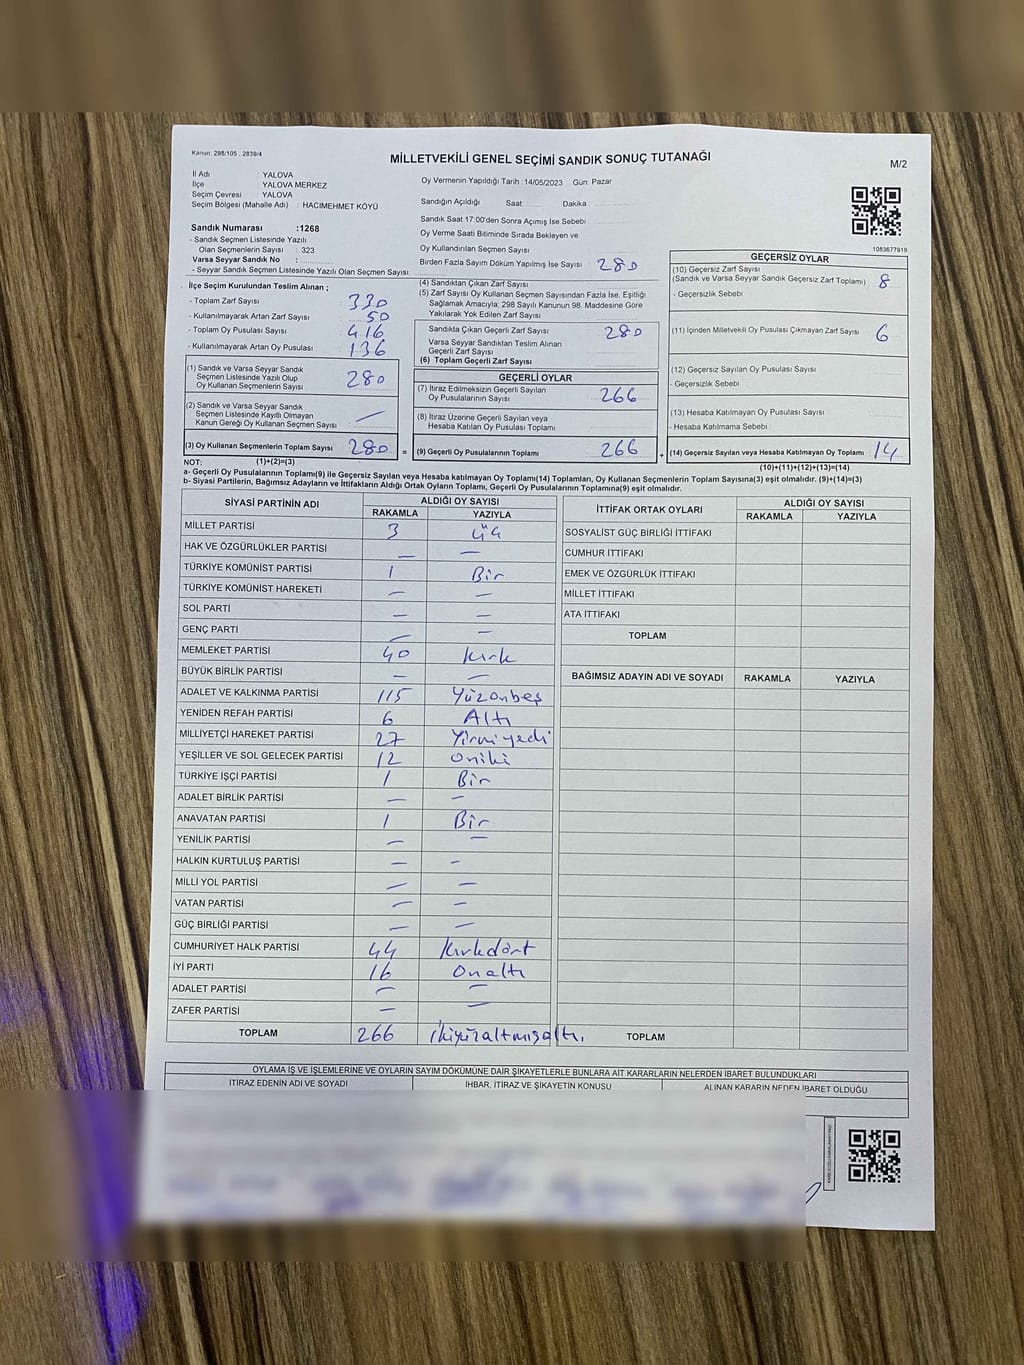 Kanun: 298/105 , 2839/4
MİLLETVEKİLİ GENEL SEÇİMİ SANDIK SONUÇ TUTANAĞI
M/2
İl Adı : YALOVA
İlçe : YALOVA MERKEZ
Seçim Çevresi : YALOVA
Seçim Bölgesi (Mahalle Adı) : HACIMEHMET KÖYÜ
Sandık Numarası :1268
- Sandık Seçmen Listesinde Yazılı
Olan Seçmenlerin Sayısı : 323
Varsa Seyyar Sandık No :
- Seyyar Sandık Seçmen Listesinde Yazılı Olan Seçmen Sayısı:
Oy Vermenin Yapıldığı Tarih :14/05/2023 Gün: Pazar
Sandığın Açıldığı Saat Dakika
Sandık Saat 17:00'den Sonra Açımış İse Sebebi
Oy Verme Saati Bitiminde Sırada Bekleyen ve
Oy Kullandırılan Seçmen Sayısı
Birden Fazla Sayım Döküm Yapılmış İse Sayısı 280
1083677919
İlçe Seçim Kurulundan Teslim Alınan ;
- Toplam Zarf Sayısı 330
- Kullanılmayarak Artan Zarf Sayısı 50
- Toplam Oy Pusulası Sayısı 416
- Kullanılmayarak Artan Oy Pusulası 136
(1) Sandık ve Varsa Seyyar Sandık
Seçmen Listesinde Yazılı Olup
Oy Kullanan Seçmenlerin Sayısı 280
(2) Sandık ve Varsa Seyyar Sandık
Seçmen Listesinde Kayıtlı Olmayan
Kanun Gereği Oy Kullanan Seçmen Sayısı —
(3) Oy Kullanan Seçmenlerin Toplam Sayısı 280
(4) Sandıktan Çıkan Zarf Sayısı
(5) Zarf Sayısı Oy Kullanan Seçmen Sayısından Fazla İse, Eşitliği
Sağlamak Amacıyla; 298 Sayılı Kanunun 98. Maddesine Göre
Yakılarak Yok Edilen Zarf Sayısı
Sandıkta Çıkan Geçerli Zarf Sayısı 280
Varsa Seyyar Sandıktan Teslim Alınan
Geçerli Zarf Sayısı
(6) Toplam Geçerli Zarf Sayısı
GEÇERLİ OYLAR
(7) İtiraz Edilmeksizin Geçerli Sayılan
Oy Pusulalarının Sayısı 266
(8) İtiraz Üzerine Geçerli Sayılan veya
Hesaba Katılan Oy Pusulası Toplamı
= (9) Geçerli Oy Pusulalarının Toplamı 266
GEÇERSİZ OYLAR
(10) Geçersiz Zarf Sayısı
(Sandık ve Varsa Seyyar Sandık Geçersiz Zarf Toplamı) 8
- Geçersizlik Sebebi
(11) İçinden Milletvekili Oy Pusulası Çıkmayan Zarf Sayısı 6
(12) Geçersiz Sayılan Oy Pusulası Sayısı
- Geçersizlik Sebebi
(13) Hesaba Katılmayan Oy Pusulası Sayısı
- Hesaba Katılmama Sebebi
+ (14) Geçersiz Sayılan veya Hesaba Katılmayan Oy Toplamı 14
NOT: (1)+(2)=(3) (10)+(11)+(12)+(13)=(14)
a- Geçerli Oy Pusulalarının Toplamı(9) ile Geçersiz Sayılan veya Hesaba katılmayan Oy Toplamı(14) Toplamları, Oy Kullanan Seçmenlerin Toplam Sayısına(3) eşit olmalıdır. (9)+(14)=(3)
b- Siyasi Partilerin, Bağımsız Adayların ve İttifakların Aldığı Ortak Oyların Toplamı, Geçerli Oy Pusulalarının Toplamına(9) eşit olmalıdır.
SİYASİ PARTİNİN ADI ALDIĞI OY SAYISI
RAKAMLA YAZIYLA
MİLLET PARTİSİ 3 üç
HAK VE ÖZGÜRLÜKLER PARTİSİ — —
TÜRKİYE KOMÜNİST PARTİSİ 1 Bir
TÜRKİYE KOMÜNİST HAREKETİ — —
SOL PARTİ — —
GENÇ PARTİ — —
MEMLEKET PARTİSİ 40 kırk
BÜYÜK BİRLİK PARTİSİ — —
ADALET VE KALKINMA PARTİSİ 115 Yüzonbeş
YENİDEN REFAH PARTİSİ 6 Altı
MİLLİYETÇİ HAREKET PARTİSİ 27 Yirmiyedi
YEŞİLLER VE SOL GELECEK PARTİSİ 12 oniki
TÜRKİYE İŞÇİ PARTİSİ 1 Bir
ADALET BİRLİK PARTİSİ — —
ANAVATAN PARTİSİ 1 Bir
YENİLİK PARTİSİ — —
HALKIN KURTULUŞ PARTİSİ — —
MİLLİ YOL PARTİSİ — —
VATAN PARTİSİ — —
GÜÇ BİRLİĞİ PARTİSİ — —
CUMHURİYET HALK PARTİSİ 44 kırkdört
İYİ PARTİ 16 Onaltı
ADALET PARTİSİ — —
ZAFER PARTİSİ — —
TOPLAM 266 ikiyüzaltmışaltı.
İTTİFAK ORTAK OYLARI ALDIĞI OY SAYISI
RAKAMLA YAZIYLA
SOSYALİST GÜÇ BİRLİĞİ İTTİFAKI
CUMHUR İTTİFAKI
EMEK VE ÖZGÜRLÜK İTTİFAKI
MİLLET İTTİFAKI
ATA İTTİFAKI
TOPLAM
BAĞIMSIZ ADAYIN ADI VE SOYADI RAKAMLA YAZIYLA
TOPLAM
OYLAMA İŞ VE İŞLEMLERİNE VE OYLARIN SAYIM DÖKÜMÜNE DAİR ŞİKAYETLERLE BUNLARA AİT KARARLARIN NELERDEN İBARET BULUNDUKLARI
İTİRAZ EDENİN ADI VE SOYADI İHBAR, İTİRAZ VE ŞİKAYETİN KONUSU ALINAN KARARIN NEDEN İBARET OLDUĞU